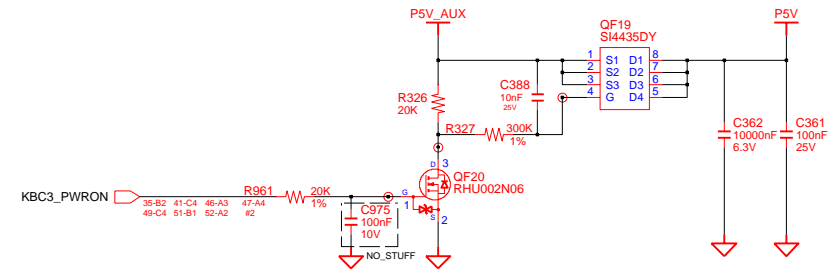 P5V_AUX
P5V
QF19
SI4435DY
1 S1 D1 8
2 S2 D2 7
3 S3 D3 6
4 G D4 5
C388
10nF
25V
R326
20K
R327 300K
1%
C362
10000nF
6.3V
C361
100nF
25V
D 3
QF20
RHU002N06
G
1
S
2
KBC3_PWRON
R961 20K
1%
35-B2 41-C4 46-A3 47-A4
49-C4 51-B1 52-A2 #2
C975
100nF
10V
NO_STUFF